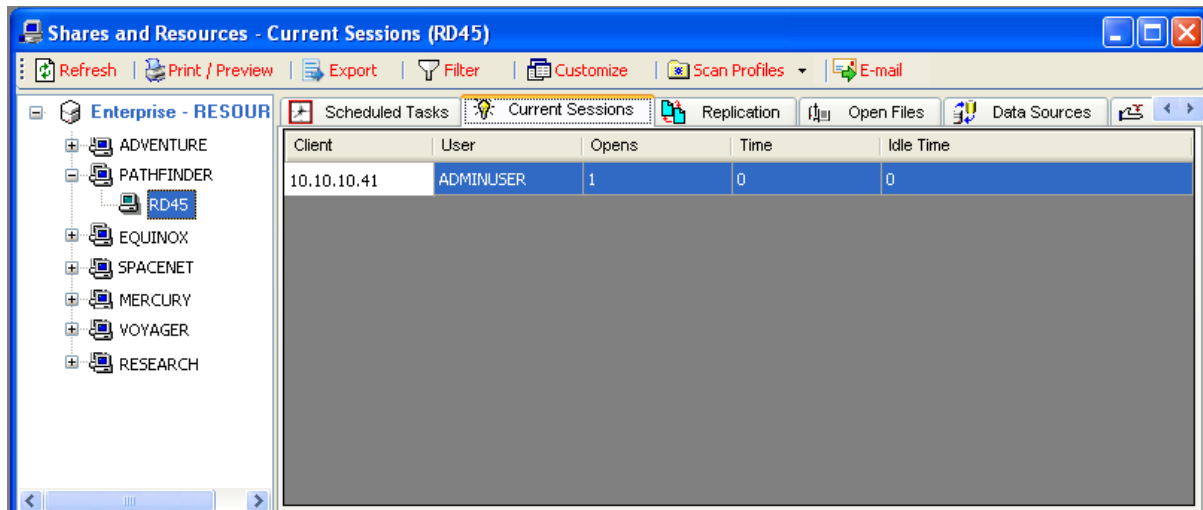 Shares and Resources - Current Sessions (RD45)
Refresh | Print / Preview | Export | Filter | Customize | Scan Profiles | E-mail
Enterprise - RESOUR
ADVENTURE
PATHFINDER
RD45
EQUINOX
SPACENET
MERCURY
VOYAGER
RESEARCH
Scheduled Tasks Current Sessions Replication Open Files Data Sources
Client User Opens Time Idle Time
10.10.10.41 ADMINUSER 1 0 0